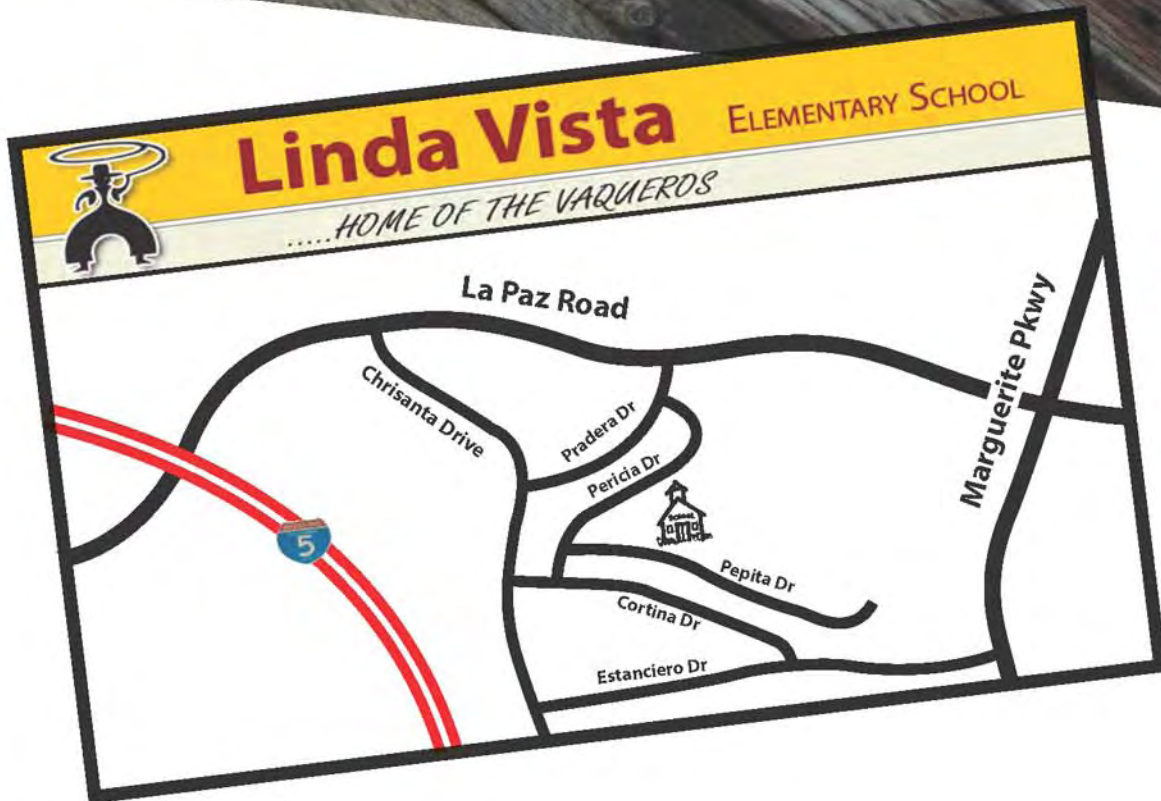 Linda Vista ELEMENTARY SCHOOL
.....HOME OF THE VAQUEROS
La Paz Road
Marguerite Pkwy
Chrisanta Drive
Pradera Dr
Pericia Dr
SCHOOL
5
Pepita Dr
Cortina Dr
Estanciero Dr